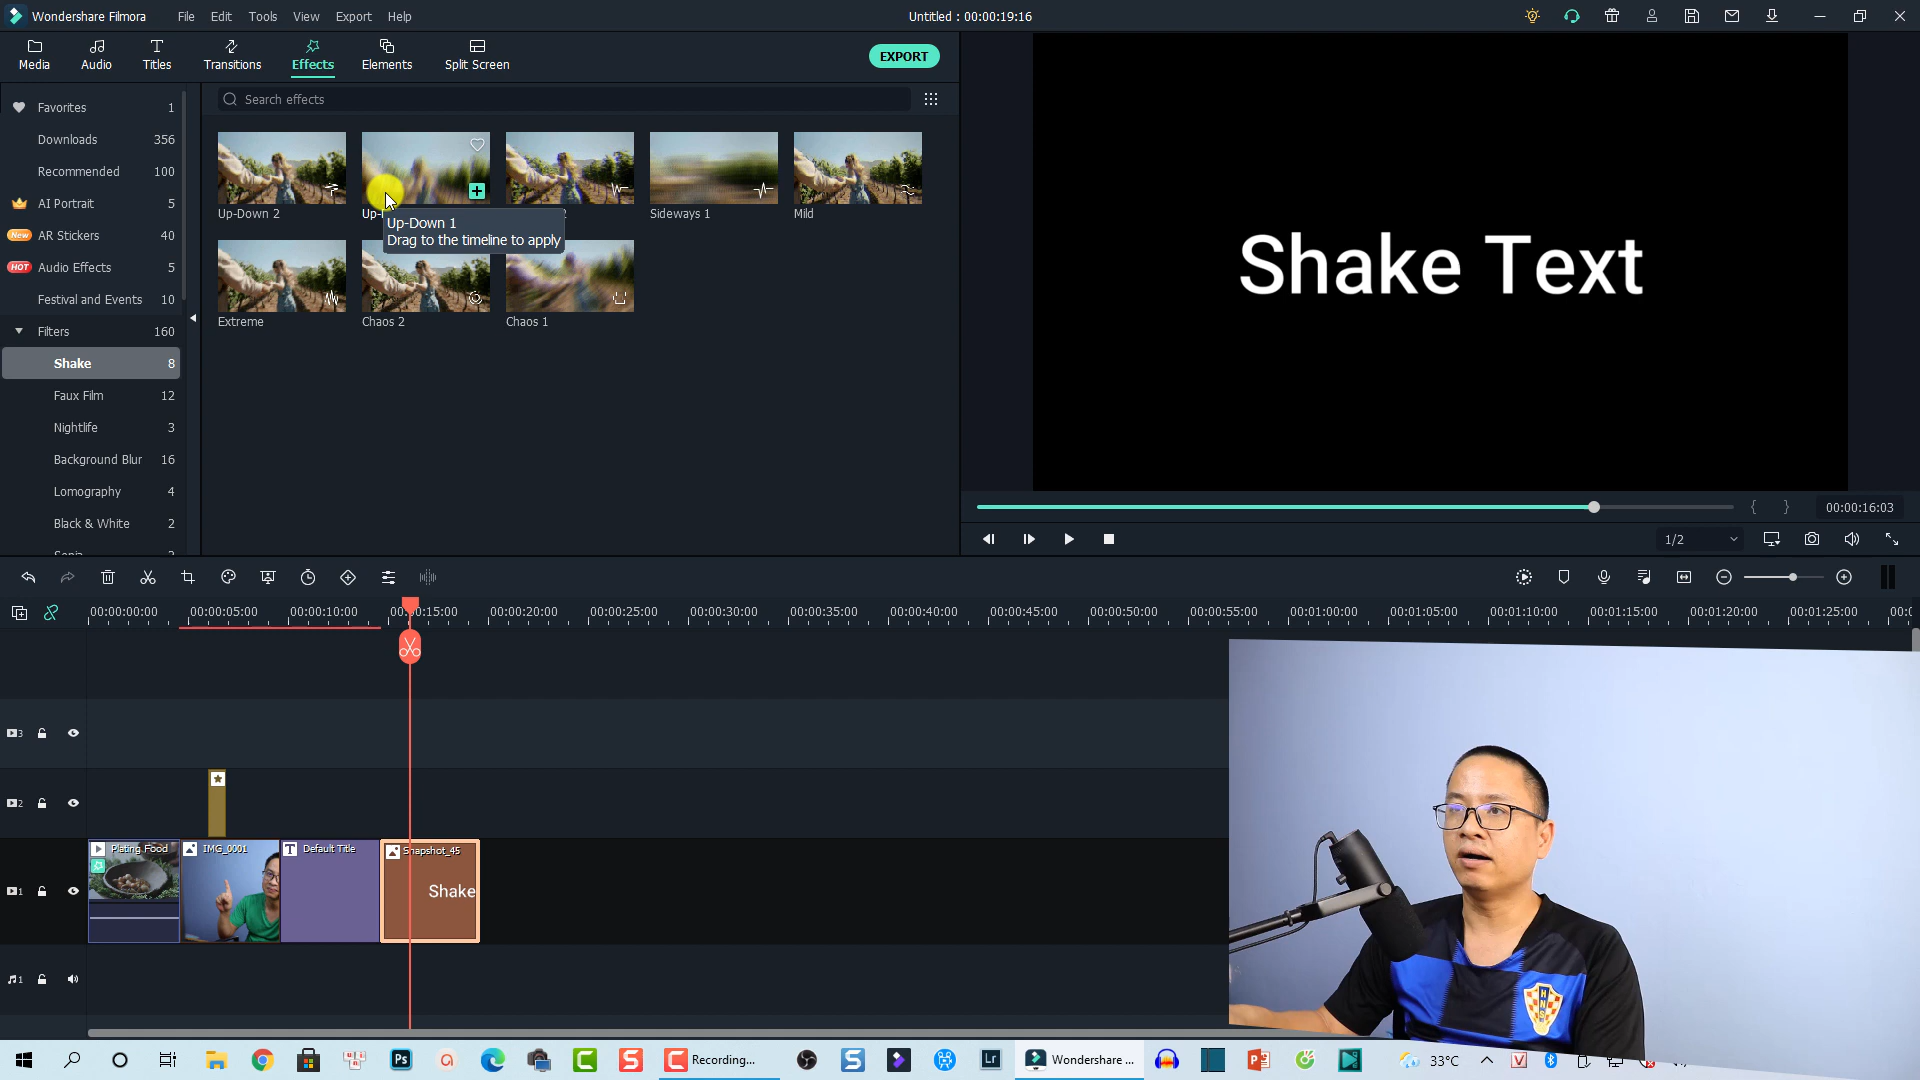 Wondershare Filmora
File Edit Tools View Export Help
Untitled : 00:00:19:16
Media Audio Titles Transitions Effects Elements Split Screen
EXPORT
Search effects
Favorites 1
Downloads 356
Recommended 100
AI Portrait 5
New AR Stickers 40
HOT Audio Effects 5
Festival and Events 10
Filters 160
Shake 8
Faux Film 12
Nightlife 3
Background Blur 16
Lomography 4
Black & White 2
Up-Down 2
Sideways 1
Mild
Up-Down 1
Drag to the timeline to apply
Extreme
Chaos 2
Chaos 1
Shake Text
00:00:16:03
1/2
00:00:00:00 00:00:05:00 00:00:10:00 00:00:15:00 00:00:20:00 00:00:25:00 00:00:30:00 00:00:35:00 00:00:40:00 00:00:45:00 00:00:50:00 00:00:55:00 00:01:00:00 00:01:05:00 00:01:10:00 00:01:15:00 00:01:20:00 00:01:25:00
3
2
1
Plating Food
IMG_0001
Default Title
Snapshot_45
Shake
1
Recording...
Wondershare ...
33°C